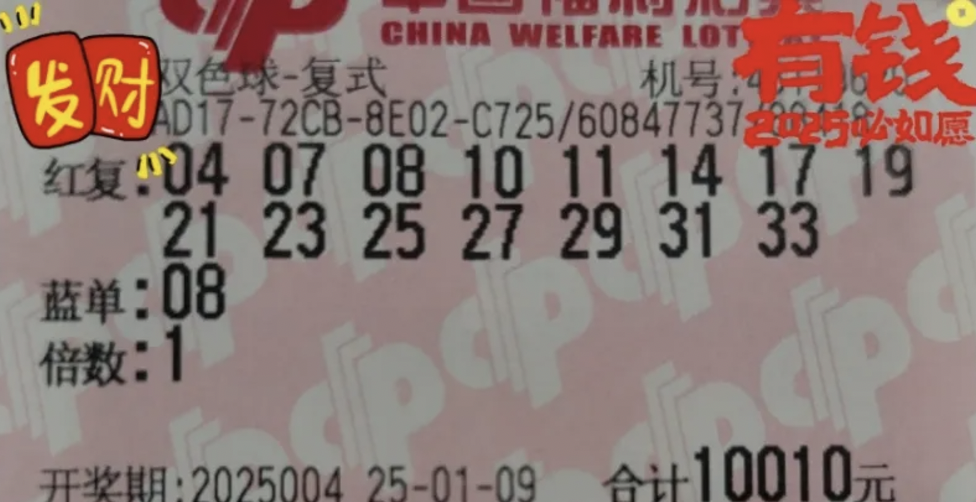 CHINA WELFARE LOT
发财
有钱
2025必如愿
双色球-复式
机号:
AD17-72CB-8E02-C725/60847737
红复:04 07 08 10 11 14 17 19
21 23 25 27 29 31 33
蓝单:08
倍数:1
开奖期:2025004 25-01-09 合计10010元